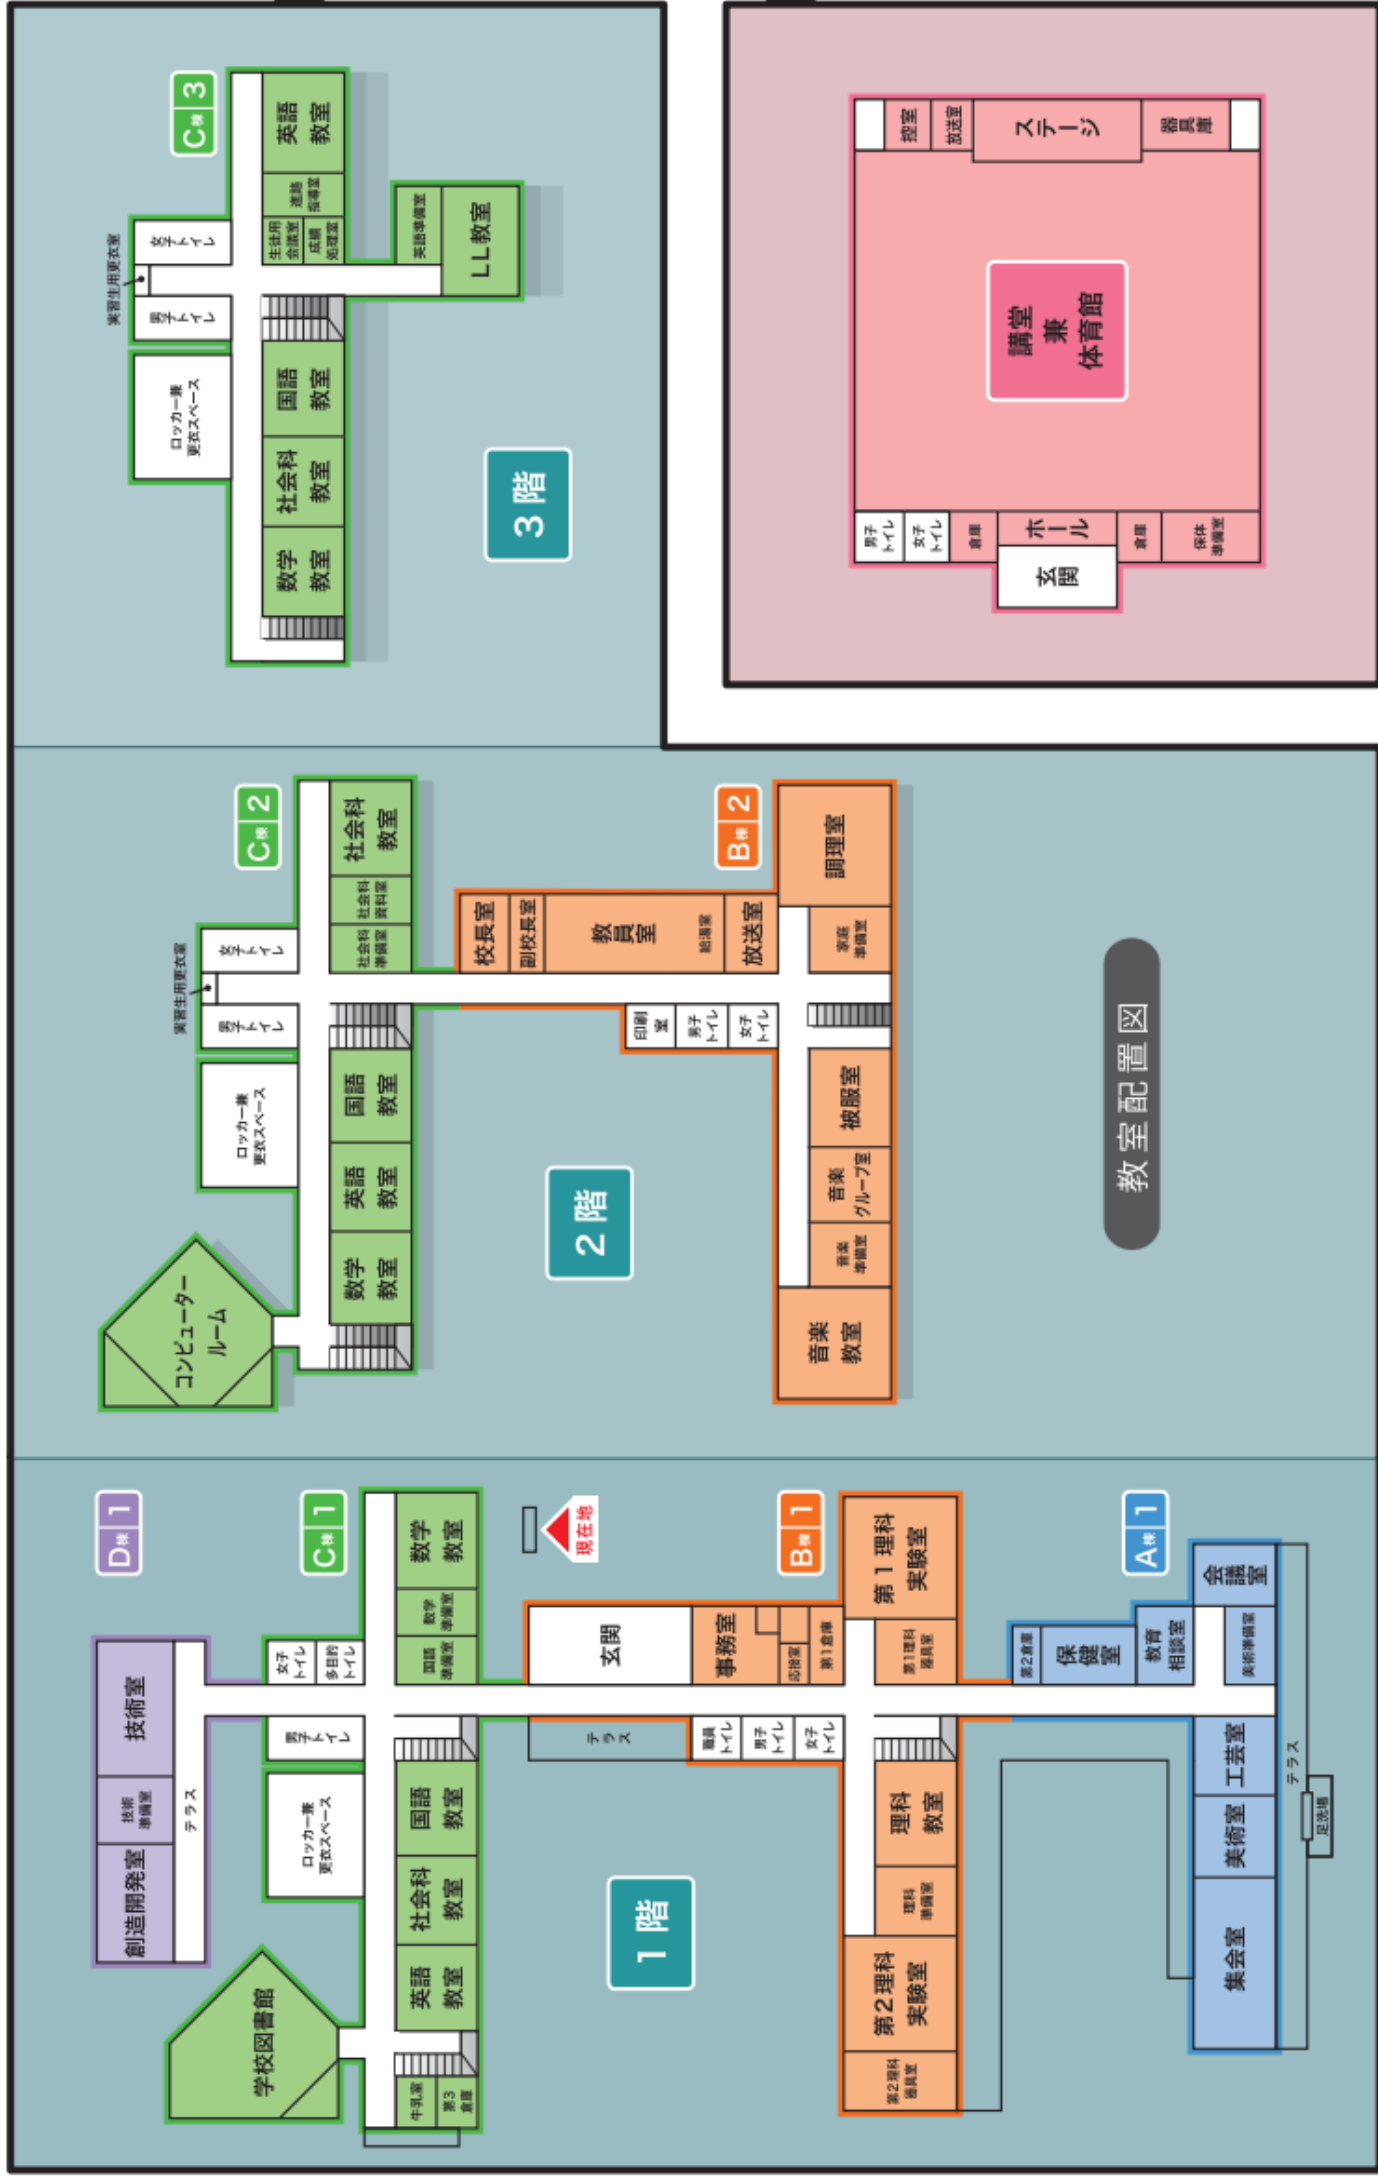 D棟 1
創造開発室
技術
準備室
技術室
テラス
C棟 1
学校図書館
ロッカー兼
更衣スペース
男子トイレ
女子
トイレ
多目的
トイレ
牛乳室
第3
倉庫
英語
教室
社会科
教室
国語
教室
国語
準備室
数学
準備室
数学
教室
現在地
1階
テラス
玄関
職員
トイレ
男子
トイレ
女子
トイレ
事務室
応接室
第1倉庫
B棟 1
第2理科
器具室
第2理科
実験室
理科
準備室
理科
教室
第1理科
器具室
第1理科
実験室
A棟 1
第2倉庫
保健室
教育
相談室
会議室
集会室
美術室
工芸室
美術準備室
テラス
足洗場
C棟 2
コンピューター
ルーム
ロッカー兼
更衣スペース
実習生用更衣室
男子トイレ
女子トイレ
数学
教室
英語
教室
国語
教室
社会科
準備室
社会科
資料室
社会科
教室
2階
校長室
副校長室
教員室
給湯室
放送室
印刷室
男子
トイレ
女子
トイレ
B棟 2
音楽
教室
音楽
準備室
音楽
グループ室
被服室
家庭
準備室
調理室
教室配置図
C棟 3
実習生用更衣室
ロッカー兼
更衣スペース
男子トイレ
女子トイレ
数学
教室
社会科
教室
国語
教室
生徒用
会議室
成績
処理室
進路
指導室
英語
教室
英語準備室
LL教室
3階
男子
トイレ
女子
トイレ
倉庫
ホール
玄関
倉庫
保体
準備室
講堂
兼
体育館
控室
放送室
ステージ
器具庫